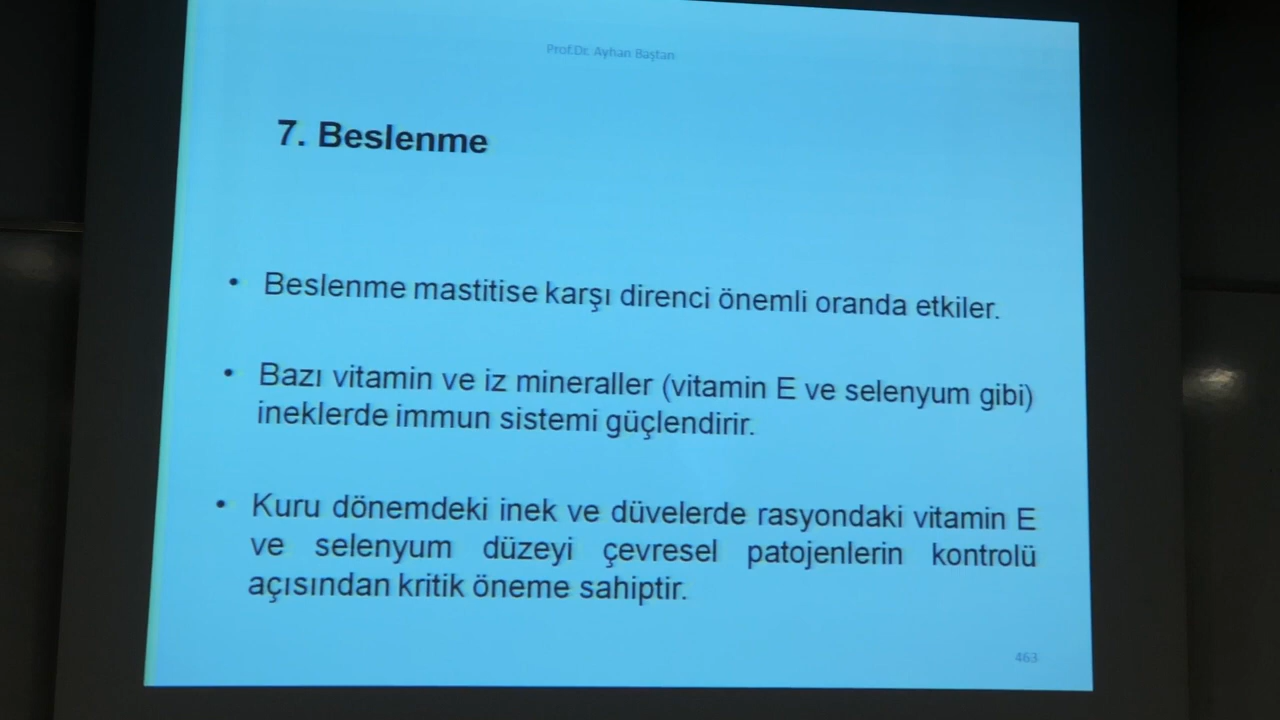 Prof.Dr. Ayhan Baştan
7. Beslenme
• Beslenme mastitise karşı direnci önemli oranda etkiler.
• Bazı vitamin ve iz mineraller (vitamin E ve selenyum gibi)
ineklerde immun sistemi güçlendirir.
• Kuru dönemdeki inek ve düvelerde rasyondaki vitamin E
ve selenyum düzeyi çevresel patojenlerin kontrolü
açısından kritik öneme sahiptir.
463